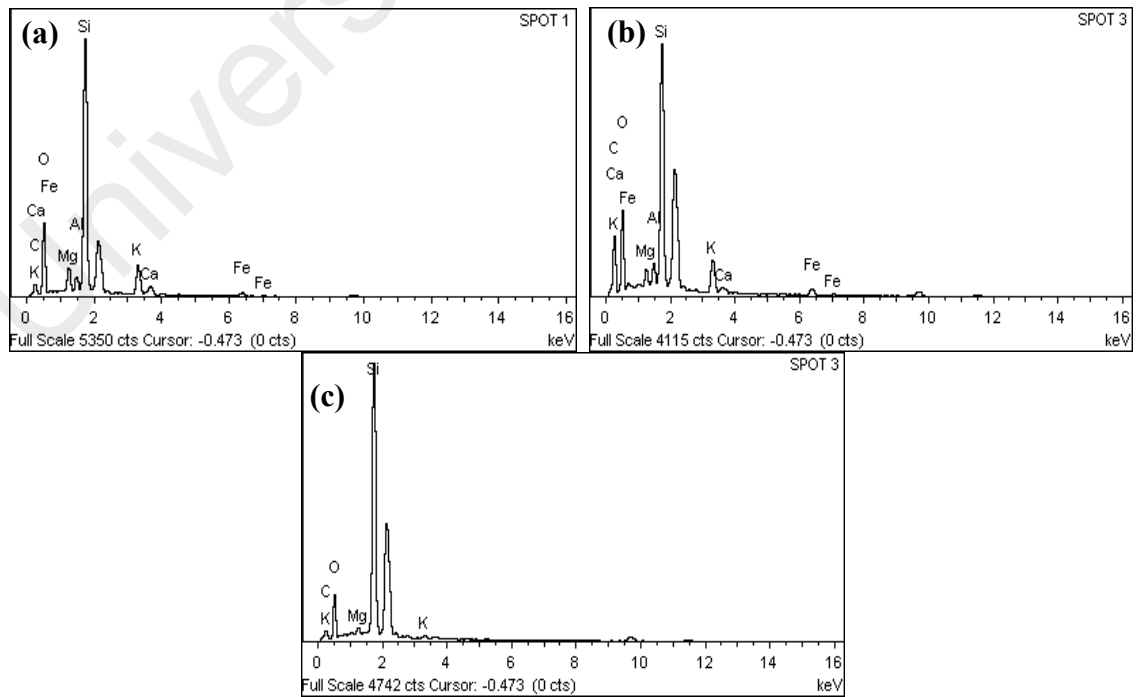 Univers
(a)
SPOT 1
Si
O
Fe
Ca
Al
C
Mg
K
K
Ca
Fe
Fe
0 2 4 6 8 10 12 14 16
Full Scale 5350 cts Cursor: -0.473 (0 cts) keV
(b)
SPOT 3
Si
O
C
Ca
Fe
Al
K
Mg
K
Ca
Fe
Fe
0 2 4 6 8 10 12 14 16
Full Scale 4115 cts Cursor: -0.473 (0 cts) keV
(c)
SPOT 3
Si
O
C
K
Mg
K
0 2 4 6 8 10 12 14 16
Full Scale 4742 cts Cursor: -0.473 (0 cts) keV